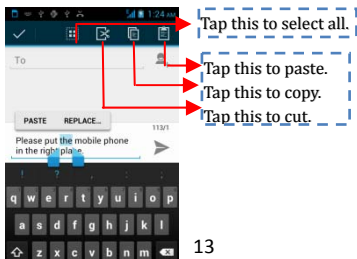 1:24 AM
Tap this to select all.
To
Tap this to paste.
Tap this to copy.
Tap this to cut.
PASTE REPLACE...
113/1
Please put the mobile phone
in the right place.
! ? , : ;
q w e r t y u i o p
a s d f g h j k l
z x c v b n m
13